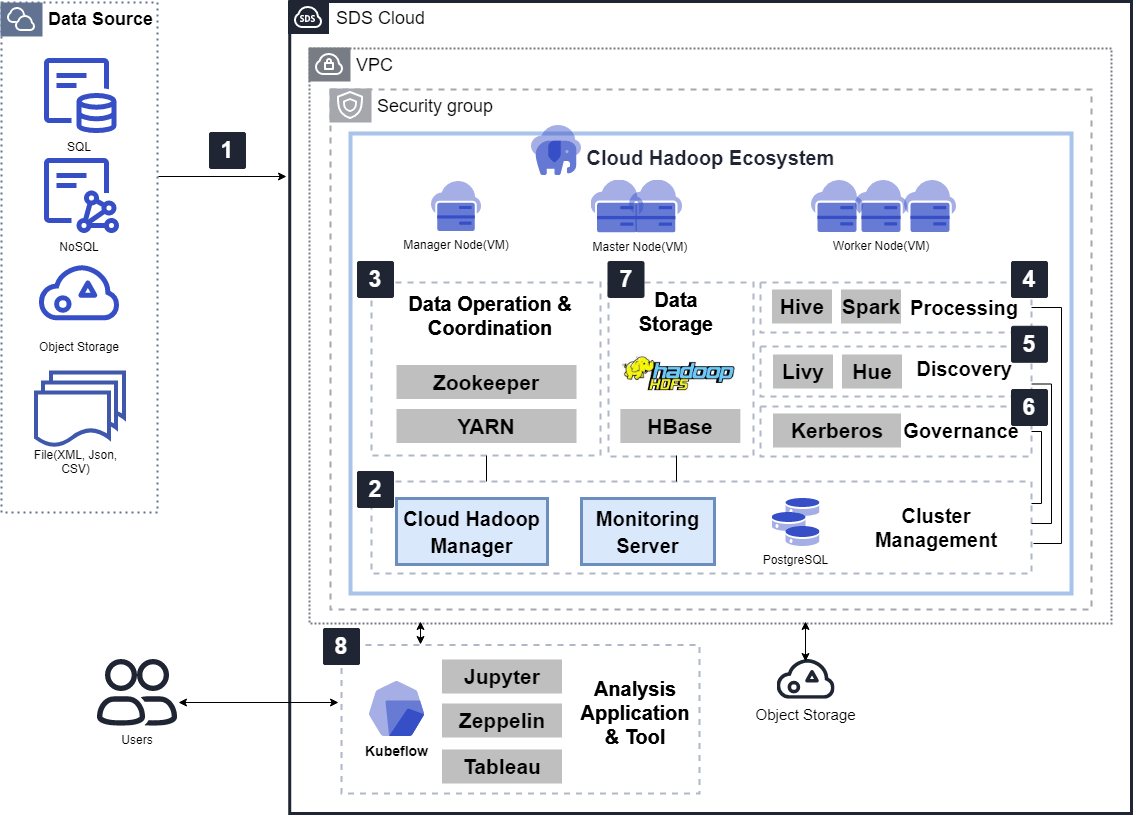 Data Source
SQL
NoSQL
Object Storage
File(XML, Json,
CSV)
1
SDS
SDS Cloud
VPC
Security group
Cloud Hadoop Ecosystem
Manager Node(VM)
Master Node(VM)
Worker Node(VM)
3
Data Operation &
Coordination
Zookeeper
YARN
7
Data
Storage
hadoop
HDFS
HBase
4
Hive
Spark
Processing
5
Livy
Hue
Discovery
6
Kerberos
Governance
2
Cloud Hadoop
Manager
Monitoring
Server
PostgreSQL
Cluster
Management
8
Kubeflow
Jupyter
Zeppelin
Tableau
Analysis
Application
& Tool
Object Storage
Users